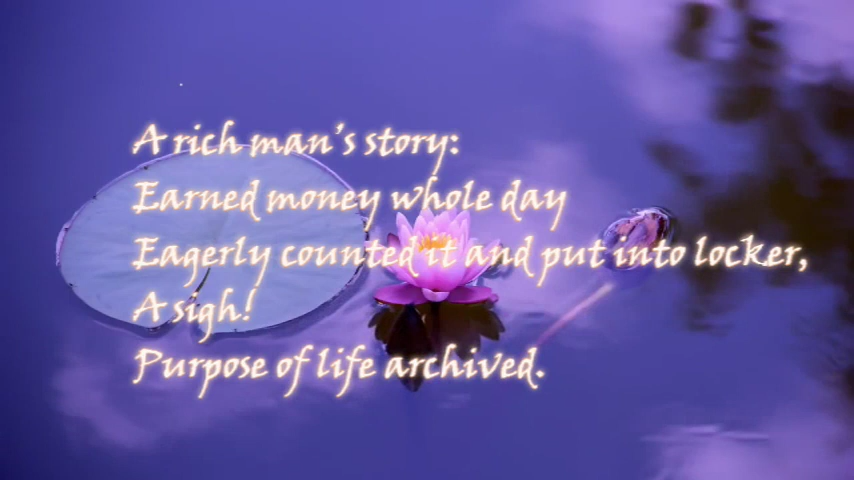 A rich man's story:
Earned money whole day
Eagerly counted it and put into locker,
A sigh!
Purpose of life archived.